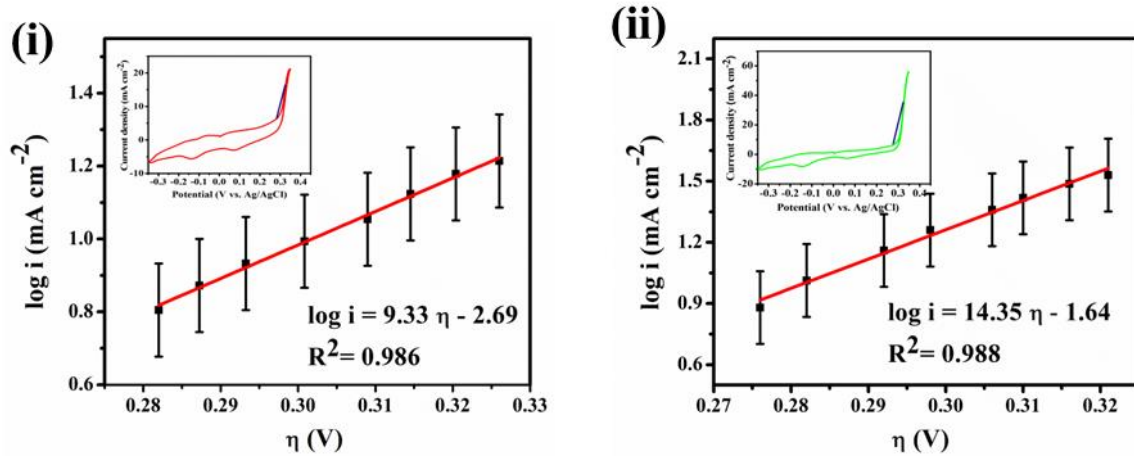 (i)
log i (mA cm-2)
1.4
1.2
1.0
0.8
0.6
0.28
0.29
0.30
0.31
0.32
0.33
η (V)
Current density (mA cm-2)
20
10
0
-10
-0.3 -0.2 -0.1 0.0 0.1 0.2 0.3 0.4
Potential (V vs. Ag/AgCl)
log i = 9.33 η - 2.69
R2= 0.986
(ii)
log i (mA cm-2)
2.1
1.8
1.5
1.2
0.9
0.6
0.27
0.28
0.29
0.30
0.31
0.32
η (V)
Current density (mA cm-2)
60
40
20
0
-20
-0.3 -0.2 -0.1 0.0 0.1 0.2 0.3 0.4
Potential (V vs. Ag/AgCl)
log i = 14.35 η - 1.64
R2= 0.988